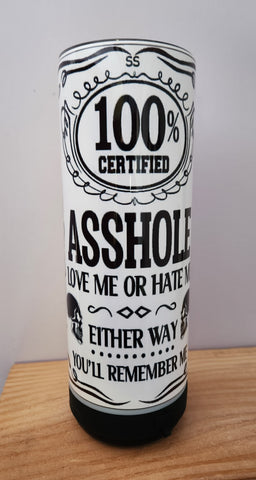 SS
100%
CERTIFIED
ASSHOLE
LOVE ME OR HATE M
EITHER WAY
YOU'LL REMEMBER M